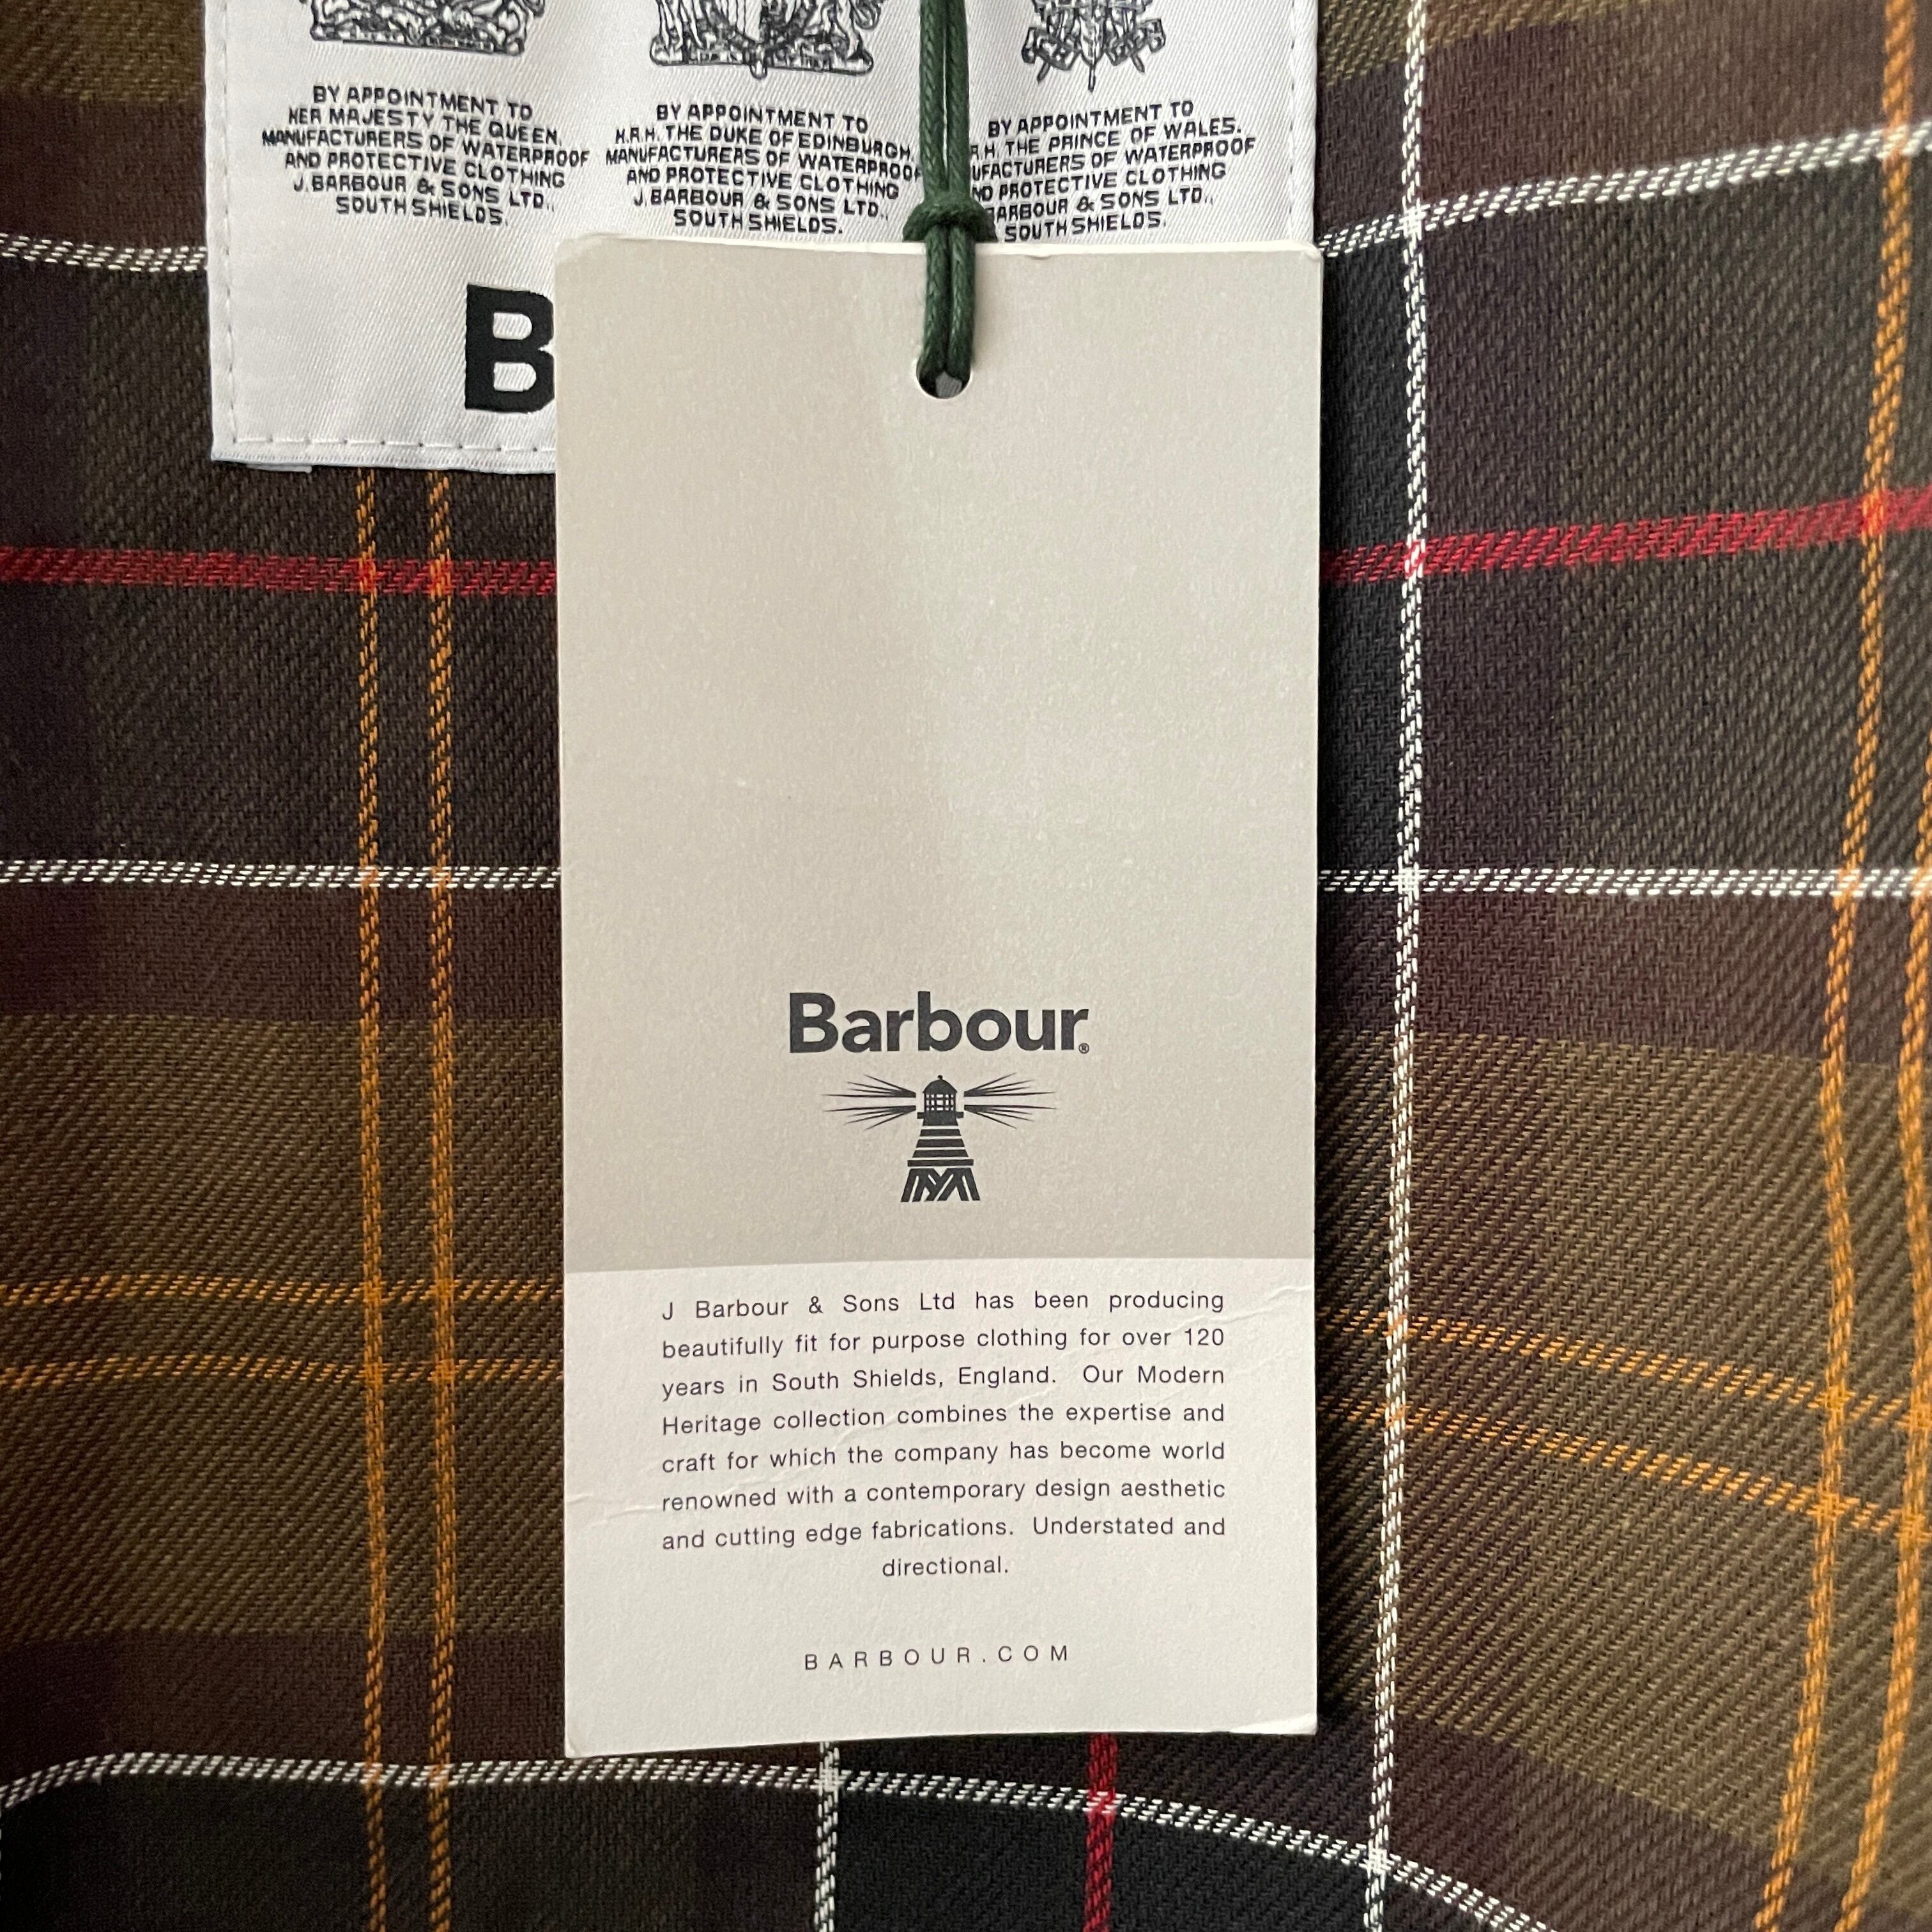 BY APPOINTMENT TO
HER MAJESTY THE QUEEN.
MANUFACTURERS OF WATERPROOF
AND PROTECTIVE CLOTHING
J. BARBOUR & SONS LTD.,
SOUTH SHIELDS.
BY APPOINTMENT TO
H.R.H. THE DUKE OF EDINBURGH,
MANUFACTURERS OF WATERPROOF
AND PROTECTIVE CLOTHING
J. BARBOUR & SONS LTD.,
SOUTH SHIELDS.
BY APPOINTMENT TO
R.H. THE PRINCE OF WALES.
UFACTURERS OF WATERPROOF
ND PROTECTIVE CLOTHING
BARBOUR & SONS LTD.,
SOUTH SHIELDS.
B
Barbour®
J Barbour & Sons Ltd has been producing
beautifully fit for purpose clothing for over 120
years in South Shields, England. Our Modern
Heritage collection combines the expertise and
craft for which the company has become world
renowned with a contemporary design aesthetic
and cutting edge fabrications. Understated and
directional.
BARBOUR.COM